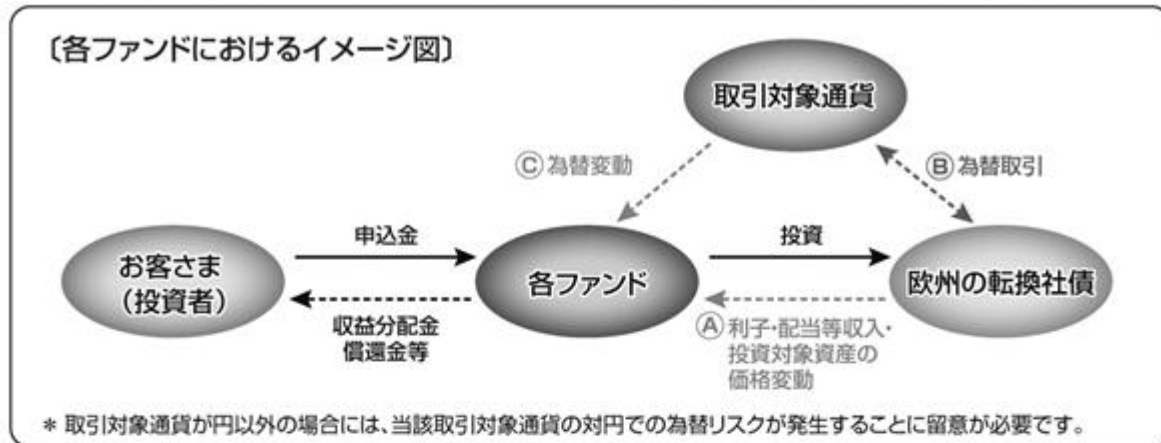 〔各ファンドにおけるイメージ図〕
取引対象通貨
Ⓒ為替変動
Ⓑ為替取引
申込金
投資
お客さま
（投資者）
各ファンド
欧州の転換社債
収益分配金
償還金等
Ⓐ利子・配当等収入・
投資対象資産の
価格変動
＊ 取引対象通貨が円以外の場合には、当該取引対象通貨の対円での為替リスクが発生することに留意が必要です。